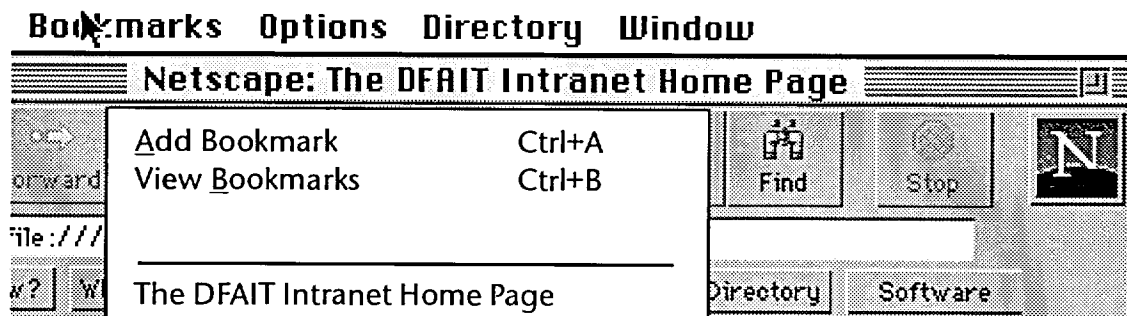 Bookmarks Options Directory Window
Netscape: The DFAIT Intranet Home Page
Add Bookmark Ctrl+A
View Bookmarks Ctrl+B
orward Find Stop N
file:///
w? Directory Software
The DFAIT Intranet Home Page